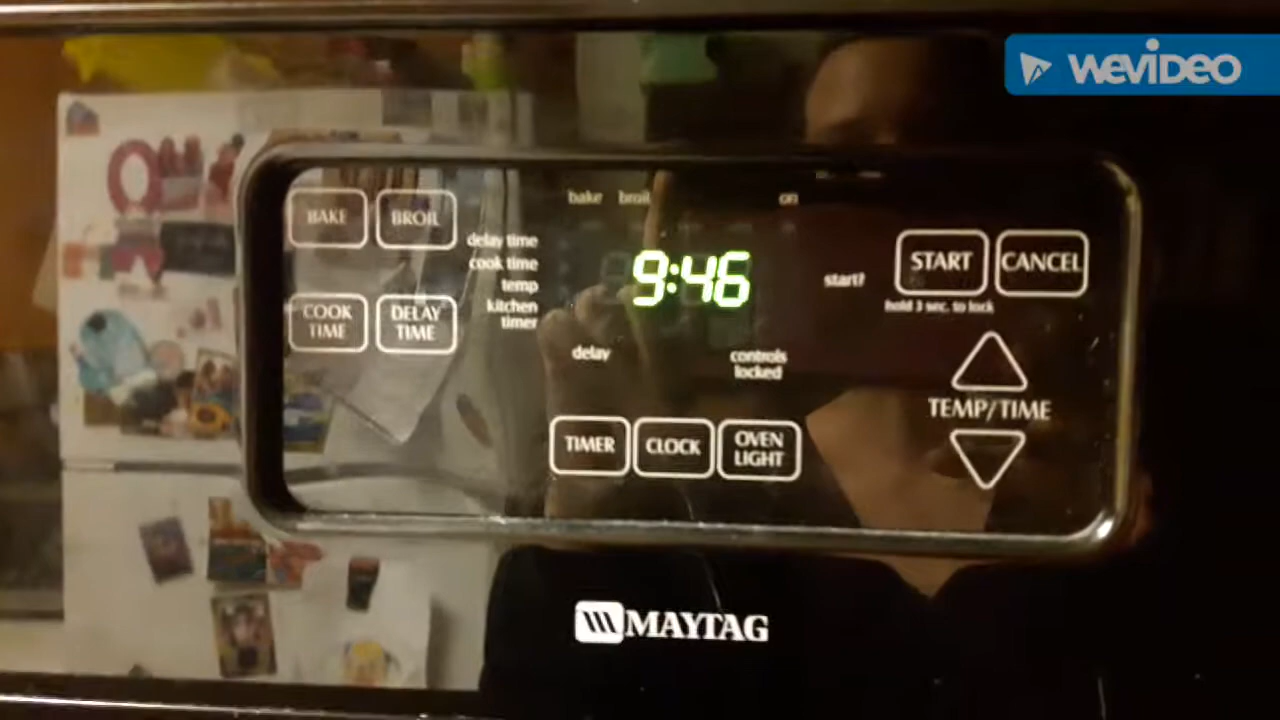 WEVIDEO
bake broil on
BAKE BROIL
delay time
cook time
temp
kitchen
timer
9:46
start?
START CANCEL
hold 3 sec. to lock
COOK
TIME
DELAY
TIME
delay
controls
locked
TEMP/TIME
TIMER CLOCK
OVEN
LIGHT
MAYTAG